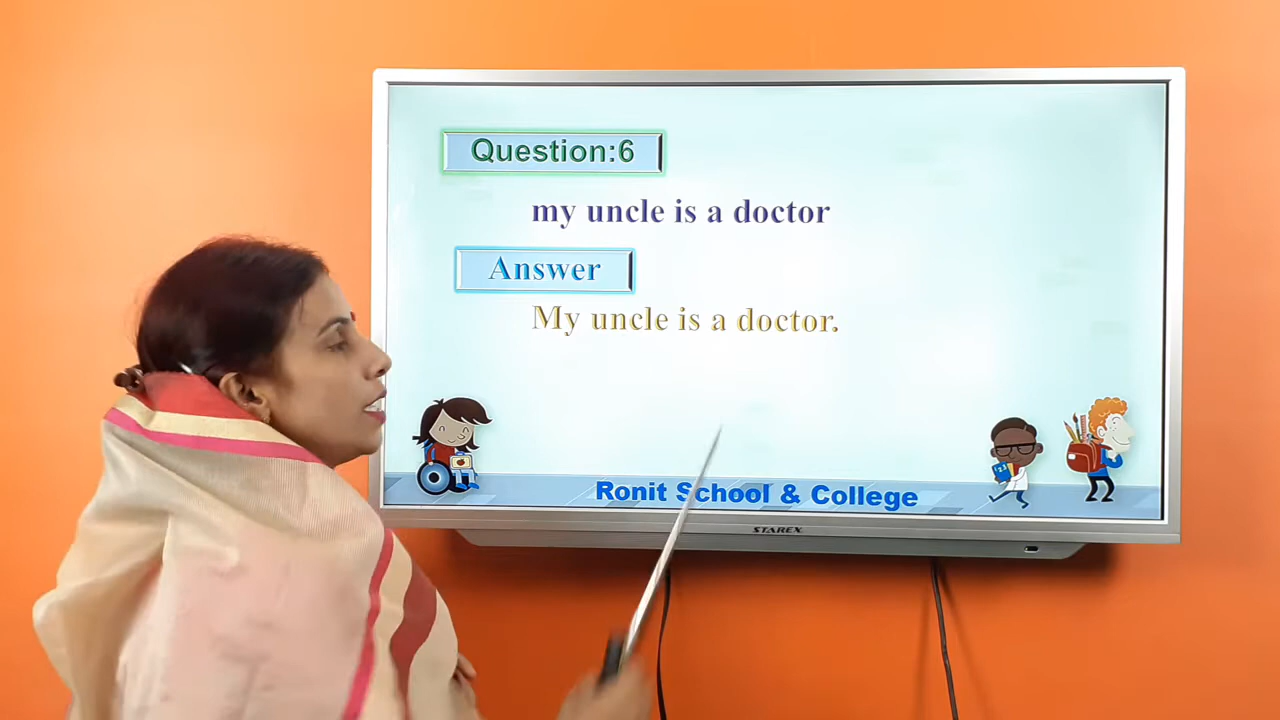 Question:6
my uncle is a doctor
Answer
My uncle is a doctor.
Ronit School & College
STAREX